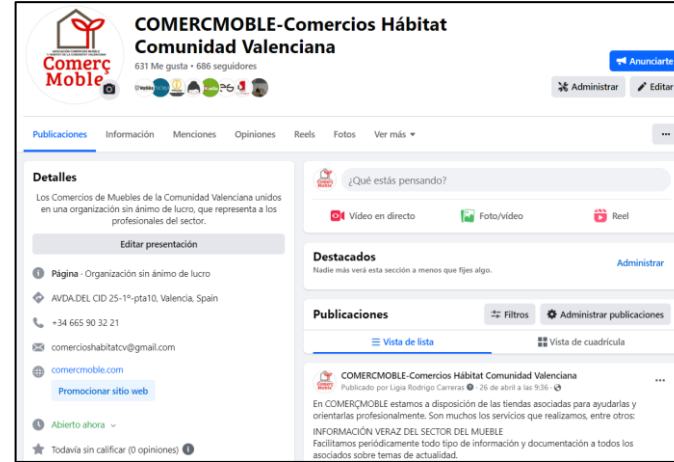 COMERCMOBLE-Comercios Hábitat
Comunidad Valenciana
631 Me gusta • 686 seguidores
Comerç
Moble
Anunciarte
Administrar
Editar
Publicaciones
Información
Menciones
Opiniones
Reels
Fotos
Ver más
Detalles
Los Comercios de Muebles de la Comunidad Valenciana unidos
en una organización sin ánimo de lucro, que representa a los
profesionales del sector.
Editar presentación
Página · Organización sin ánimo de lucro
AVDA.DEL CID 25-1º-pta10, Valencia, Spain
+34 665 90 32 21
comercioshabitatcv@gmail.com
comercmoble.com
Promocionar sitio web
Abierto ahora
Todavía sin calificar (0 opiniones)
¿Qué estás pensando?
Vídeo en directo
Foto/vídeo
Reel
Destacados
Nadie más verá esta sección a menos que fijes algo.
Administrar
Publicaciones
Filtros
Administrar publicaciones
Vista de lista
Vista de cuadrícula
COMERCMOBLE-Comercios Hábitat Comunidad Valenciana
Publicado por Ligia Rodrigo Carreras · 26 de abril a las 9:36 ·
En COMERÇMOBLE estamos a disposición de las tiendas asociadas para ayudarlas y
orientarlas profesionalmente. Son muchos los servicios que realizamos, entre otros:
INFORMACIÓN VERAZ DEL SECTOR DEL MUEBLE
Facilitamos periódicamente todo tipo de información y documentación a todos los
asociados sobre temas de actualidad.